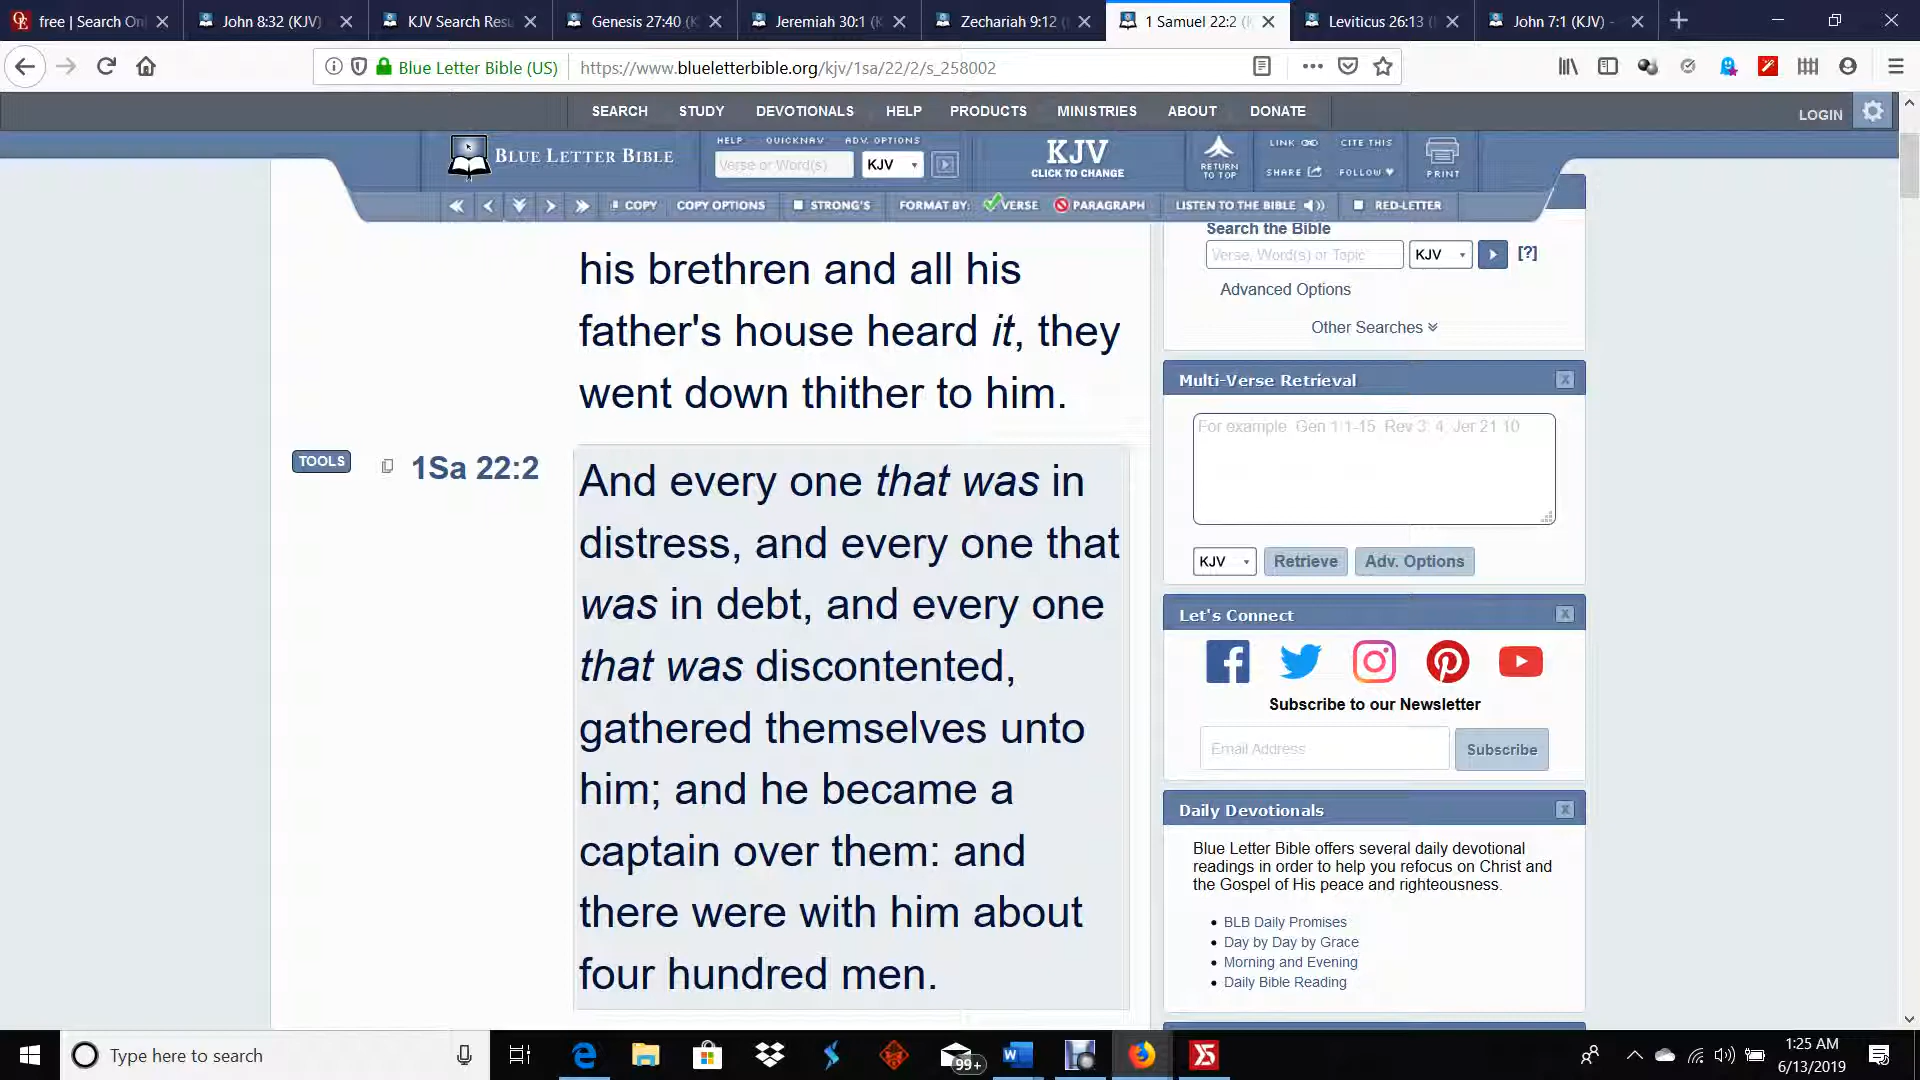 free | Search On
John 8:32 (KJV)
KJV Search Resu
Genesis 27:40 (
Jeremiah 30:1 (K
Zechariah 9:12 (
1 Samuel 22:2 (
Leviticus 26:13 (
John 7:1 (KJV) -
Blue Letter Bible (US)
https://www.blueletterbible.org/kjv/1sa/22/2/s_258002
SEARCH STUDY DEVOTIONALS HELP PRODUCTS MINISTRIES ABOUT DONATE
LOGIN
BLUE LETTER BIBLE
HELP QUICKNAV ADV. OPTIONS
Verse or Word(s) KJV
KJV
CLICK TO CHANGE
RETURN
TO TOP
LINK CITE THIS
SHARE FOLLOW
PRINT
COPY COPY OPTIONS STRONG'S FORMAT BY: VERSE PARAGRAPH LISTEN TO THE BIBLE RED-LETTER
his brethren and all his
father's house heard it, they
went down thither to him.
TOOLS 1Sa 22:2
And every one that was in
distress, and every one that
was in debt, and every one
that was discontented,
gathered themselves unto
him; and he became a
captain over them: and
there were with him about
four hundred men.
Search the Bible
Verse, Word(s) or Topic KJV [?]
Advanced Options
Other Searches
Multi-Verse Retrieval
For example Gen 1:1-15 Rev 3: 4, Jer 21 10
KJV Retrieve Adv. Options
Let's Connect
Subscribe to our Newsletter
Email Address Subscribe
Daily Devotionals
Blue Letter Bible offers several daily devotional
readings in order to help you refocus on Christ and
the Gospel of His peace and righteousness.
BLB Daily Promises
Day by Day by Grace
Morning and Evening
Daily Bible Reading
Type here to search
99+
1:25 AM
6/13/2019